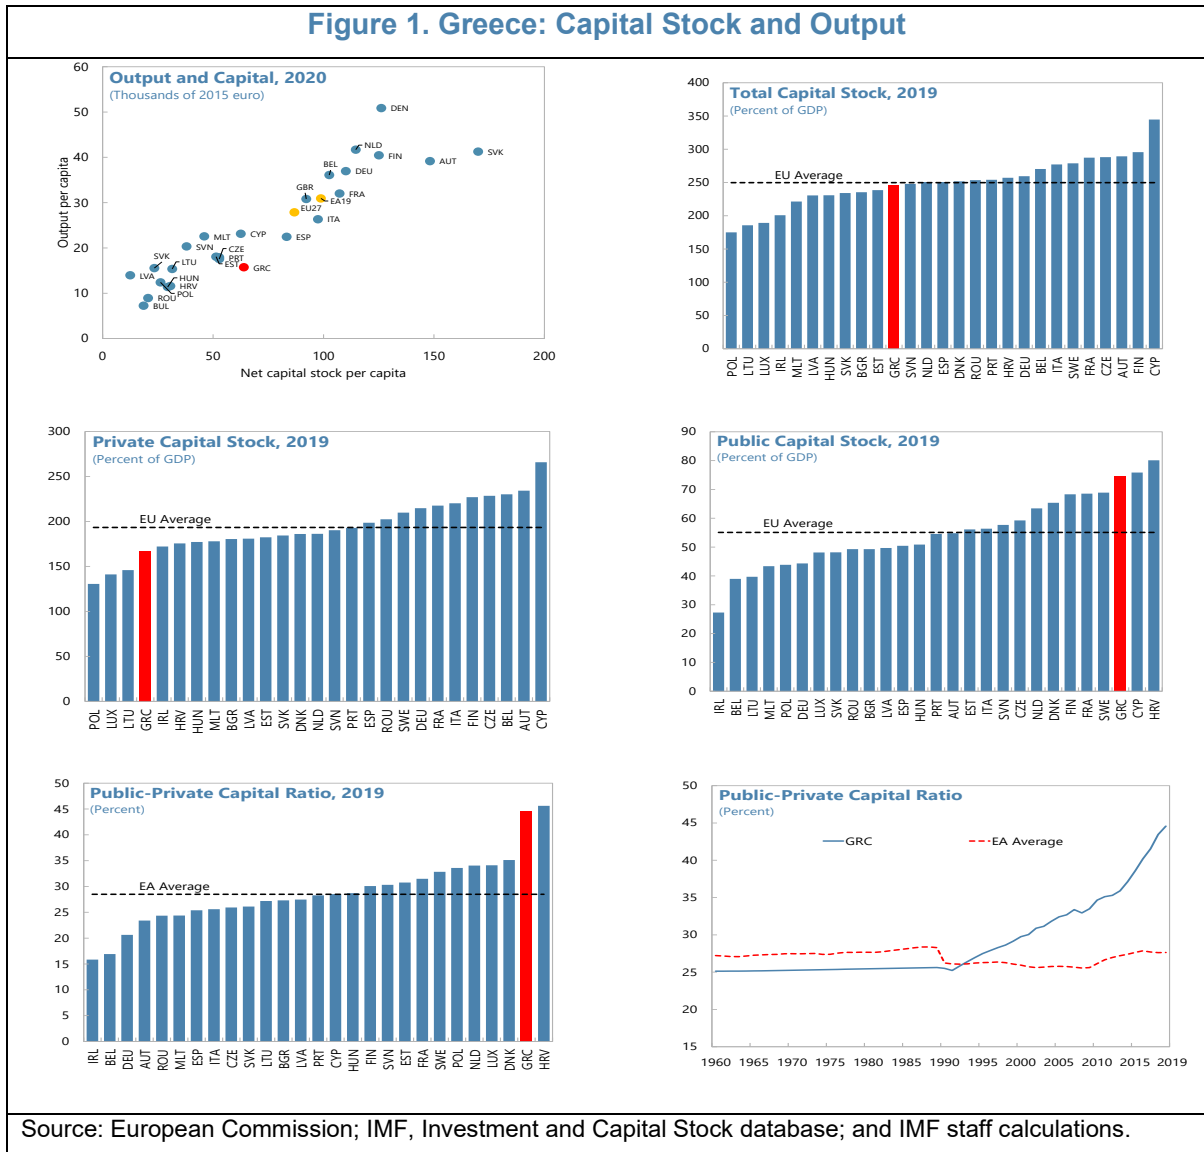 Figure 1. Greece: Capital Stock and Output
Output and Capital, 2020
(Thousands of 2015 euro)
Output per capita
60
50
40
30
20
10
0
DEN
NLD
FIN
AUT
SVK
BEL
DEU
GBR
FRA
EA19
EU27
ITA
MLT
CYP
ESP
SVN
CZE
PRT
EST
GRC
SVK
LTU
LVA
HUN
HRV
POL
ROU
BUL
0 50 100 150 200
Net capital stock per capita
Total Capital Stock, 2019
(Percent of GDP)
400
350
300
250
200
150
100
50
0
EU Average
POL LTU LUX IRL MLT LVA HUN SVK BGR EST GRC SVN NLD ESP DNK ROU PRT HRV DEU BEL ITA SWE FRA CZE AUT FIN CYP
Private Capital Stock, 2019
(Percent of GDP)
300
250
200
150
100
50
0
EU Average
POL LUX LTU GRC IRL HRV HUN MLT BGR LVA EST SVK DNK NLD SVN PRT ESP ROU SWE DEU FRA ITA FIN CZE BEL AUT CYP
Public Capital Stock, 2019
(Percent of GDP)
90
80
70
60
50
40
30
20
10
0
EU Average
IRL BEL LTU MLT POL DEU LUX SVK ROU BGR LVA ESP HUN PRT AUT EST ITA SVN CZE NLD DNK FIN FRA SWE GRC CYP HRV
Public-Private Capital Ratio, 2019
(Percent)
50
45
40
35
30
25
20
15
10
5
0
EA Average
IRL BEL DEU AUT ROU MLT ESP ITA CZE SVK LTU BGR LVA PRT CYP HUN FIN SVN EST FRA SWE POL NLD LUX DNK GRC HRV
Public-Private Capital Ratio
(Percent)
50
45
40
35
30
25
20
15
GRC
EA Average
1960 1965 1970 1975 1980 1985 1990 1995 2000 2005 2010 2015 2019
Source: European Commission; IMF, Investment and Capital Stock database; and IMF staff calculations.